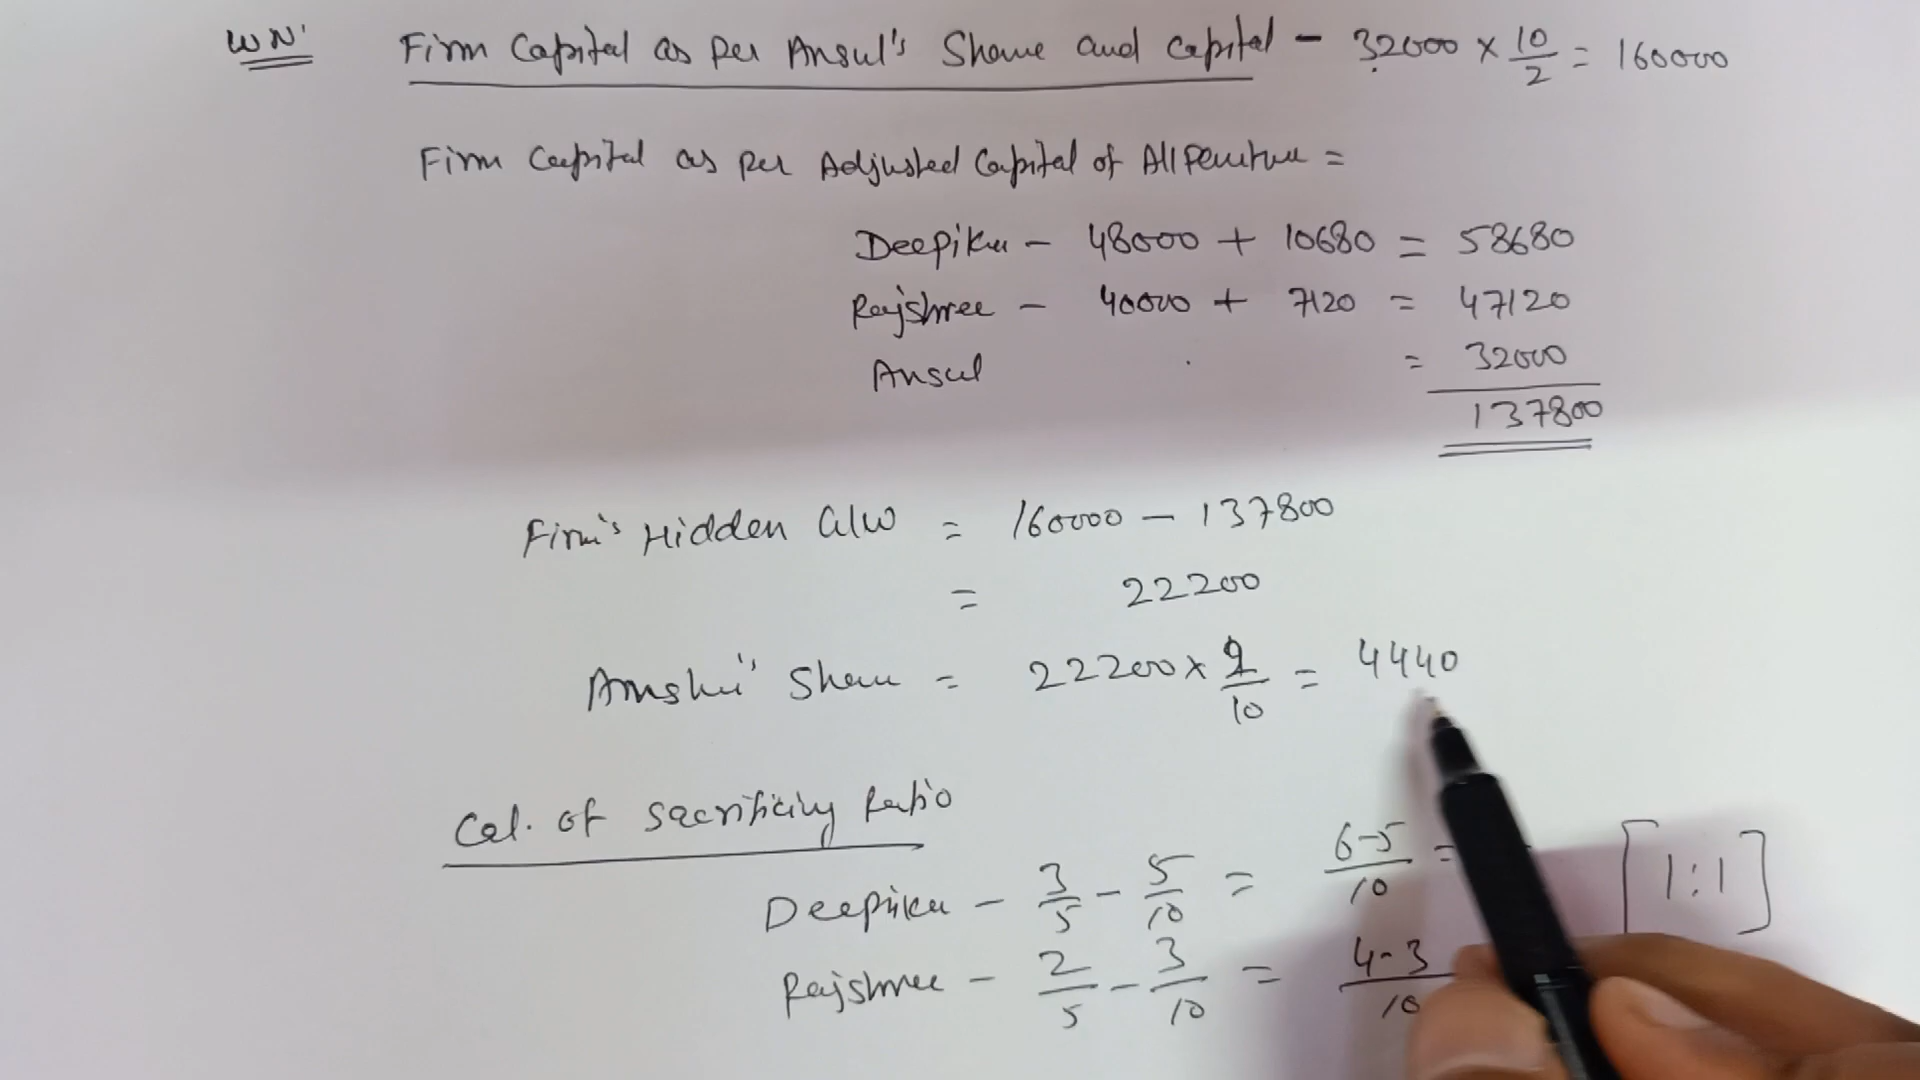 WN'
Firm Capital as Per Ansul's Share and Capital - 32000 × 10/2 = 160000
Firm Capital as Per Adjusted Capital of All =
Deepika - 48000 + 10680 = 58680
Rajshree - 40000 + 7120 = 47120
Ansul = 32000
137800
Firm's Hidden G/W = 160000 - 137800
= 22200
Share = 22200 × 2/10 = 4440
Cal. of Sacrificing Ratio
Deepika - 3/5 - 5/10 = 6-5/10 = [1:1]
Rajshree - 2/5 - 3/10 = 4-3/10